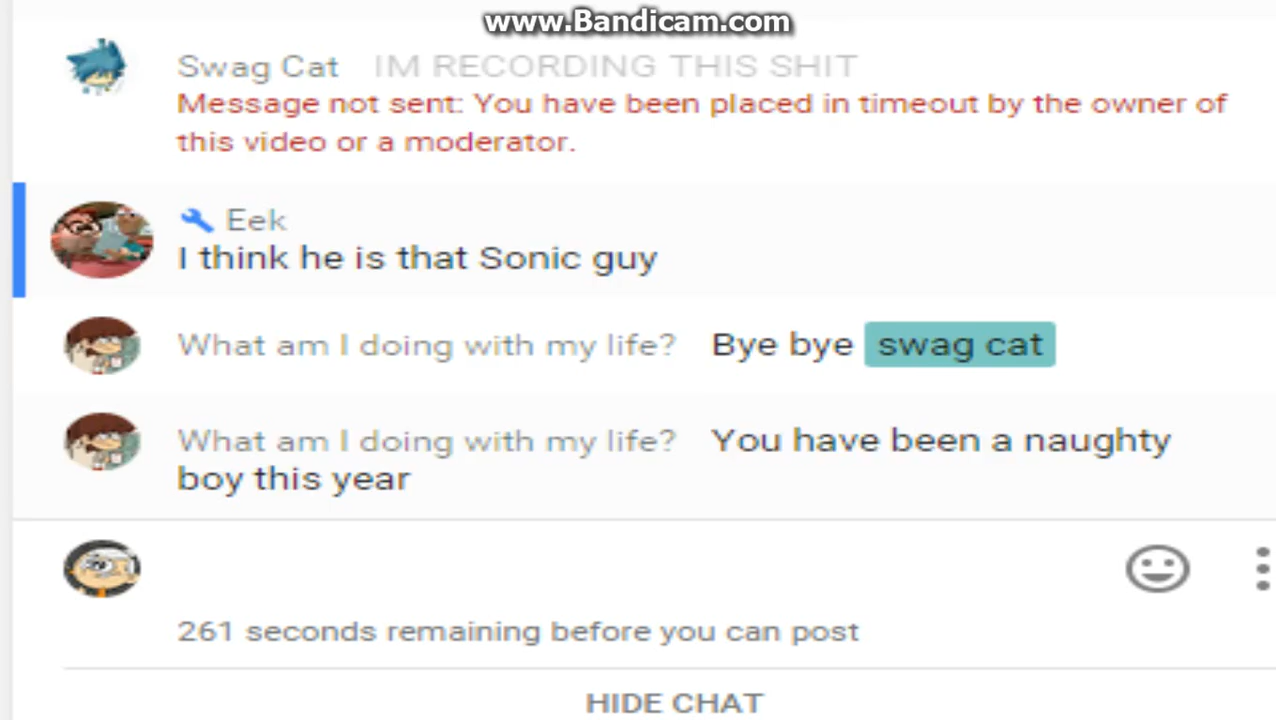 www.Bandicam.com
Swag Cat IM RECORDING THIS SHIT
Message not sent: You have been placed in timeout by the owner of
this video or a moderator.
Eek
I think he is that Sonic guy
What am I doing with my life? Bye bye swag cat
What am I doing with my life? You have been a naughty
boy this year
261 seconds remaining before you can post
HIDE CHAT